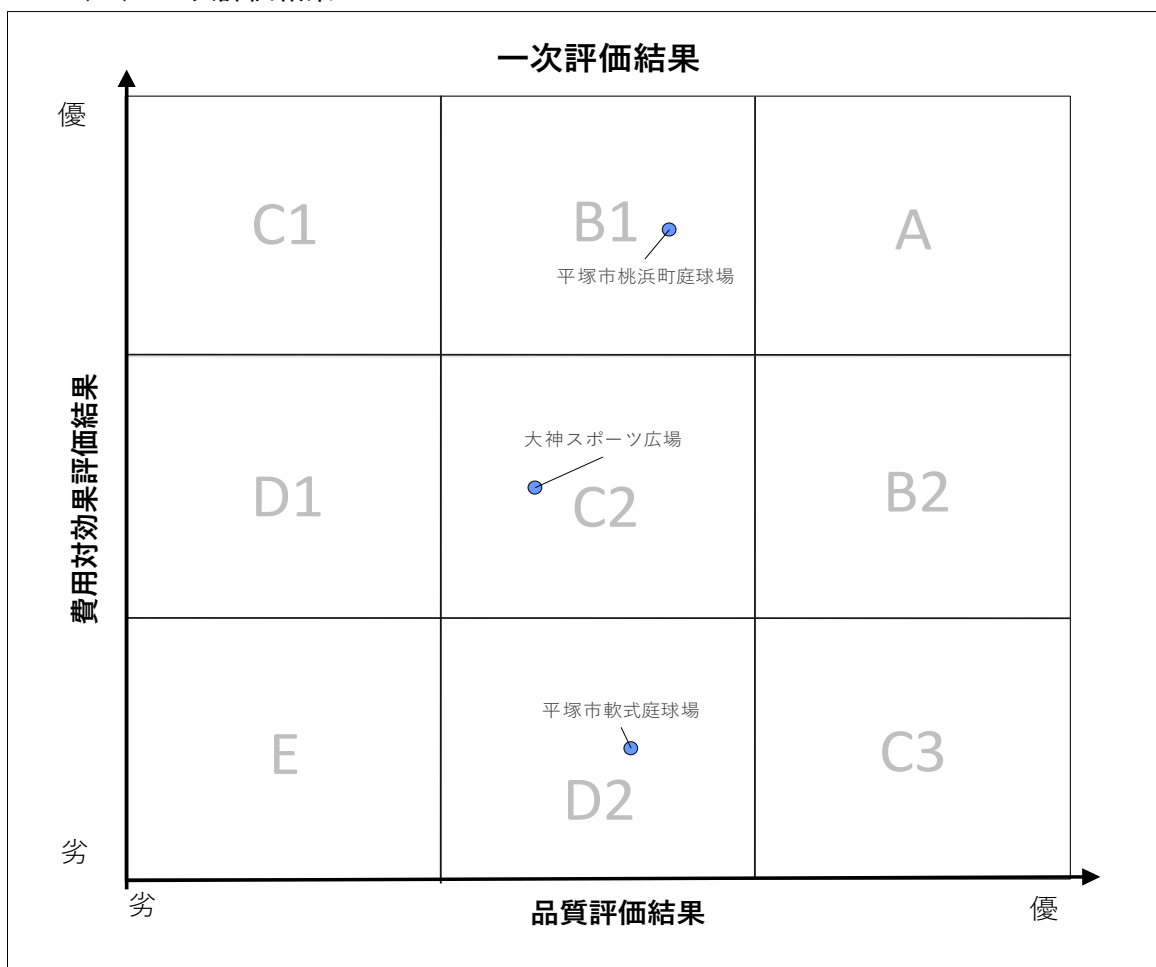 一次評価結果
優
C1
B1
A
平塚市桃浜町庭球場
費用対効果評価結果
大神スポーツ広場
D1
C2
B2
平塚市軟式庭球場
E
D2
C3
劣
劣
品質評価結果
優